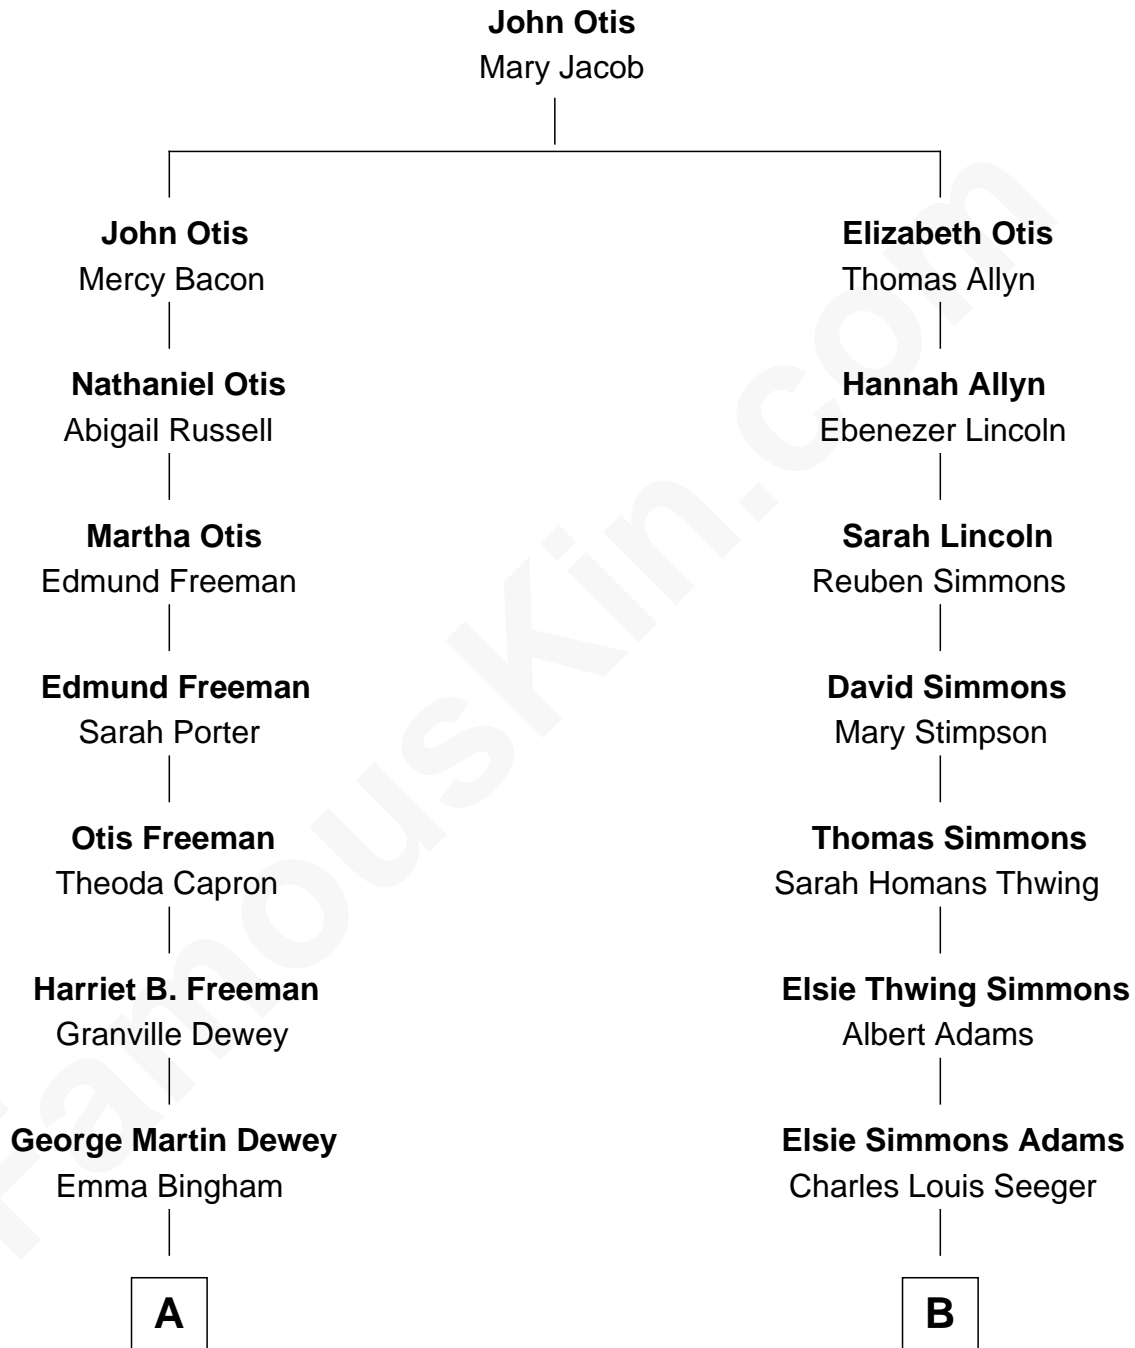 John Otis
Mary Jacob
John Otis
Mercy Bacon
Elizabeth Otis
Thomas Allyn
Nathaniel Otis
Abigail Russell
Hannah Allyn
Ebenezer Lincoln
Martha Otis
Edmund Freeman
Sarah Lincoln
Reuben Simmons
Edmund Freeman
Sarah Porter
David Simmons
Mary Stimpson
Otis Freeman
Theoda Capron
Thomas Simmons
Sarah Homans Thwing
Harriet B. Freeman
Granville Dewey
Elsie Thwing Simmons
Albert Adams
George Martin Dewey
Emma Bingham
Elsie Simmons Adams
Charles Louis Seeger
A
B
FamousKin.com